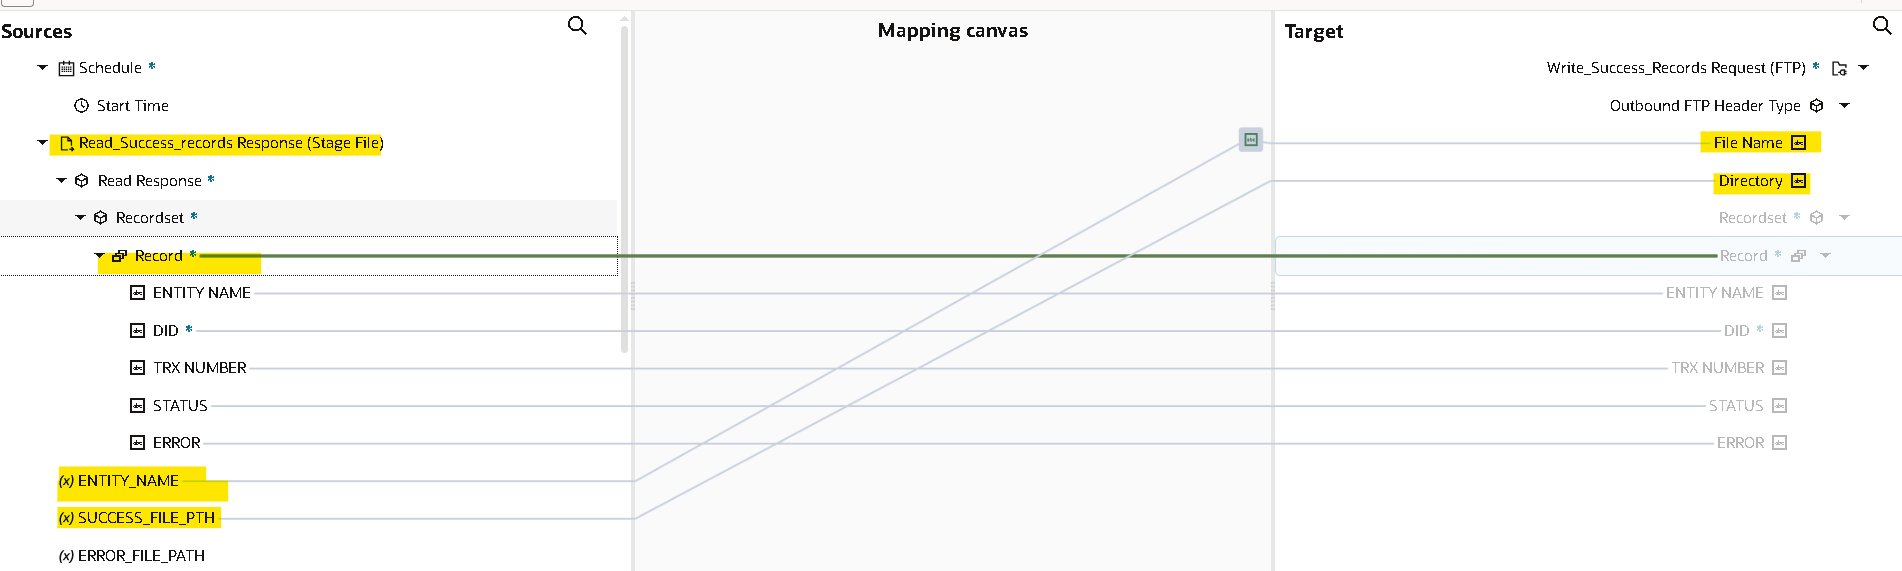 Sources
Mapping canvas
Target
Schedule *
Write_Success_Records Request (FTP) *
Start Time
Outbound FTP Header Type
Read_Success_records Response (Stage File)
File Name
Read Response *
Directory
Recordset *
Recordset *
Record *
Record *
ENTITY NAME
ENTITY NAME
DID *
DID *
TRX NUMBER
TRX NUMBER
STATUS
STATUS
ERROR
ERROR
(x) ENTITY_NAME
(x) SUCCESS_FILE_PTH
(x) ERROR_FILE_PATH